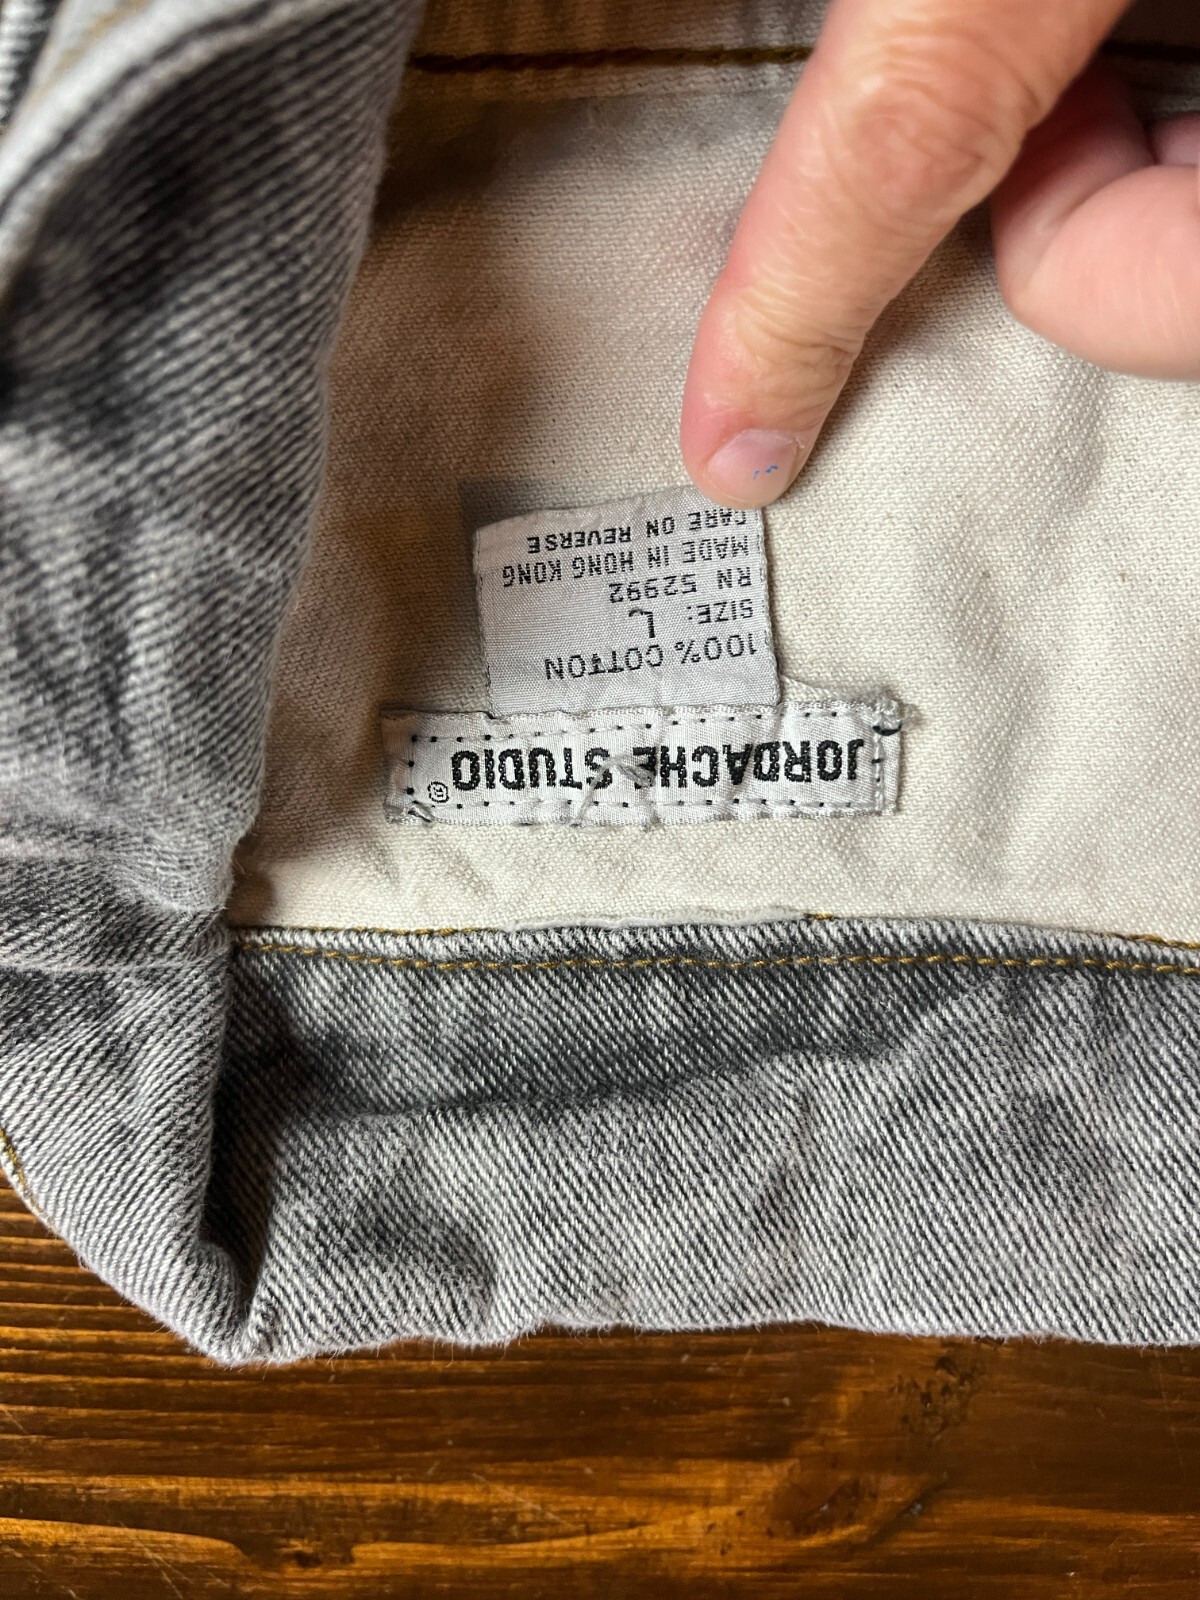 JORDACHE STUDIO ®
100% COTTON
SIZE:
L
RN 52992
MADE IN HONG KONG
CARE ON REVERSE